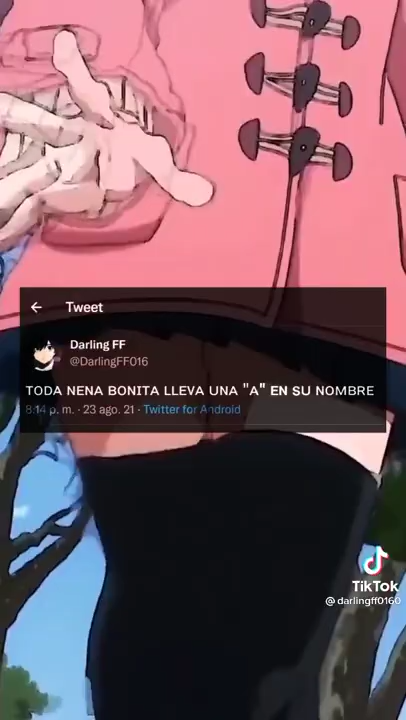 Tweet
Darling FF
@DarlingFF016
TODA NENA BONITA LLEVA UNA "A" EN SU NOMBRE
8:14 p. m. · 23 ago. 21 · Twitter for Android
TikTok
@darlingff0160